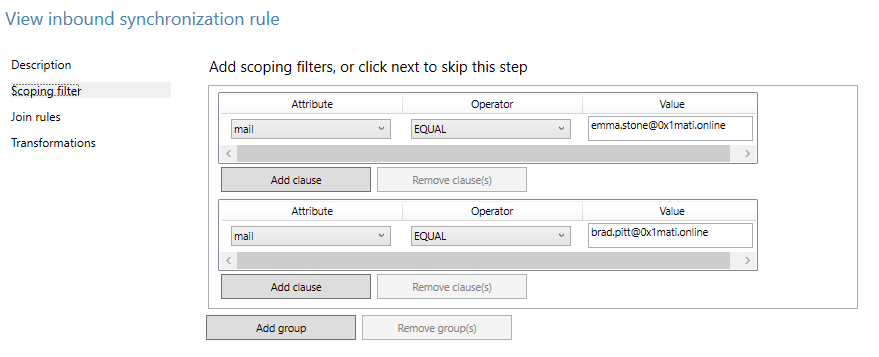 View inbound synchronization rule
Description
Scoping filter
Join rules
Transformations
Add scoping filters, or click next to skip this step
Attribute Operator Value
mail EQUAL emma.stone@0x1mati.online
Add clause Remove clause(s)
Attribute Operator Value
mail EQUAL brad.pitt@0x1mati.online
Add clause Remove clause(s)
Add group Remove group(s)